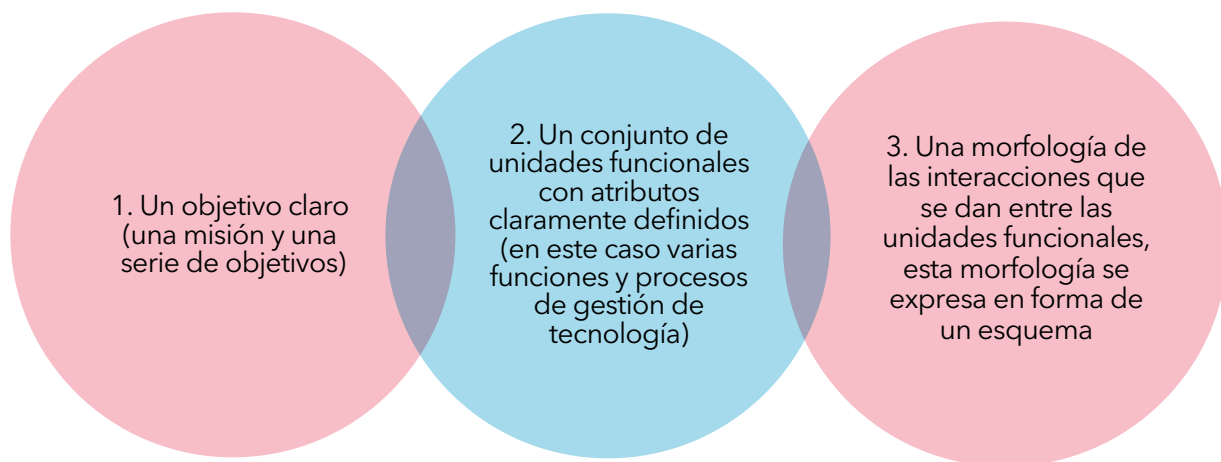 1. Un objetivo claro
(una misión y una
serie de objetivos)
2. Un conjunto de
unidades funcionales
con atributos
claramente definidos
(en este caso varias
funciones y procesos
de gestión de
tecnología)
3. Una morfología de
las interacciones que
se dan entre las
unidades funcionales,
esta morfología se
expresa en forma de
un esquema